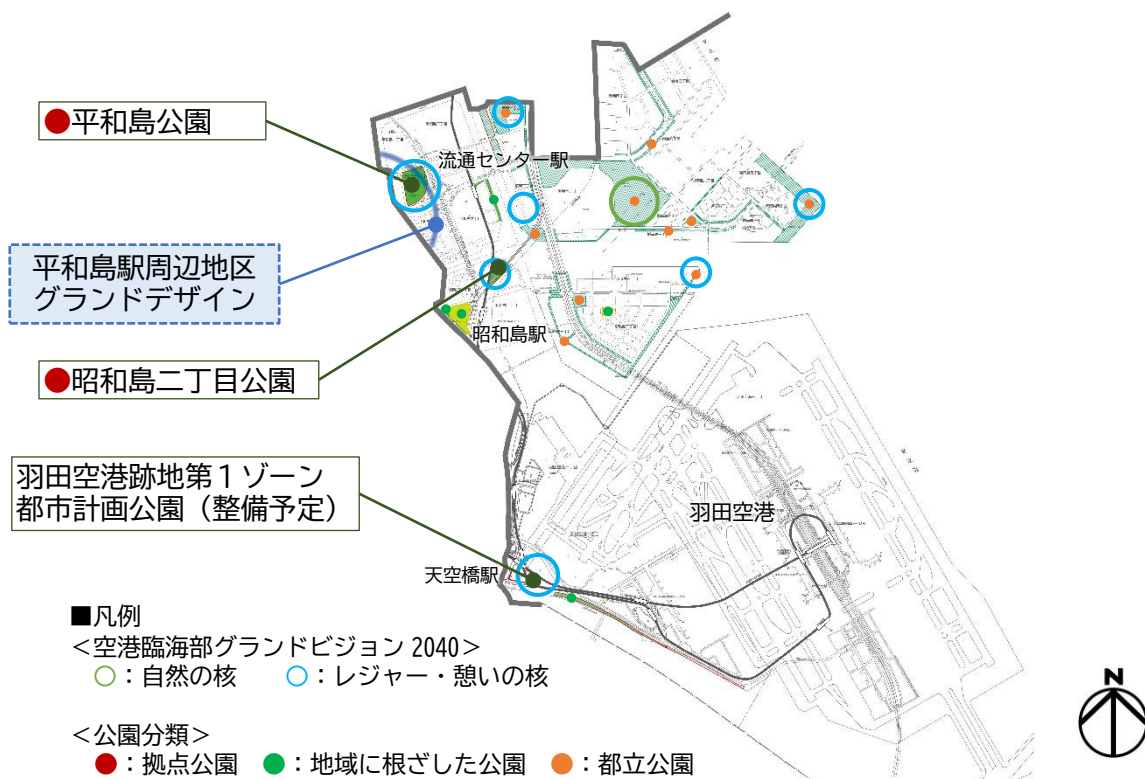 ●平和島公園
流通センター駅
平和島駅周辺地区
グランドデザイン
昭和島駅
●昭和島二丁目公園
羽田空港跡地第１ゾーン
都市計画公園（整備予定）
羽田空港
天空橋駅
■凡例
＜空港臨海部グランドビジョン 2040＞
○：自然の核 ○：レジャー・憩いの核
＜公園分類＞
●：拠点公園 ●：地域に根ざした公園 ●：都立公園
N